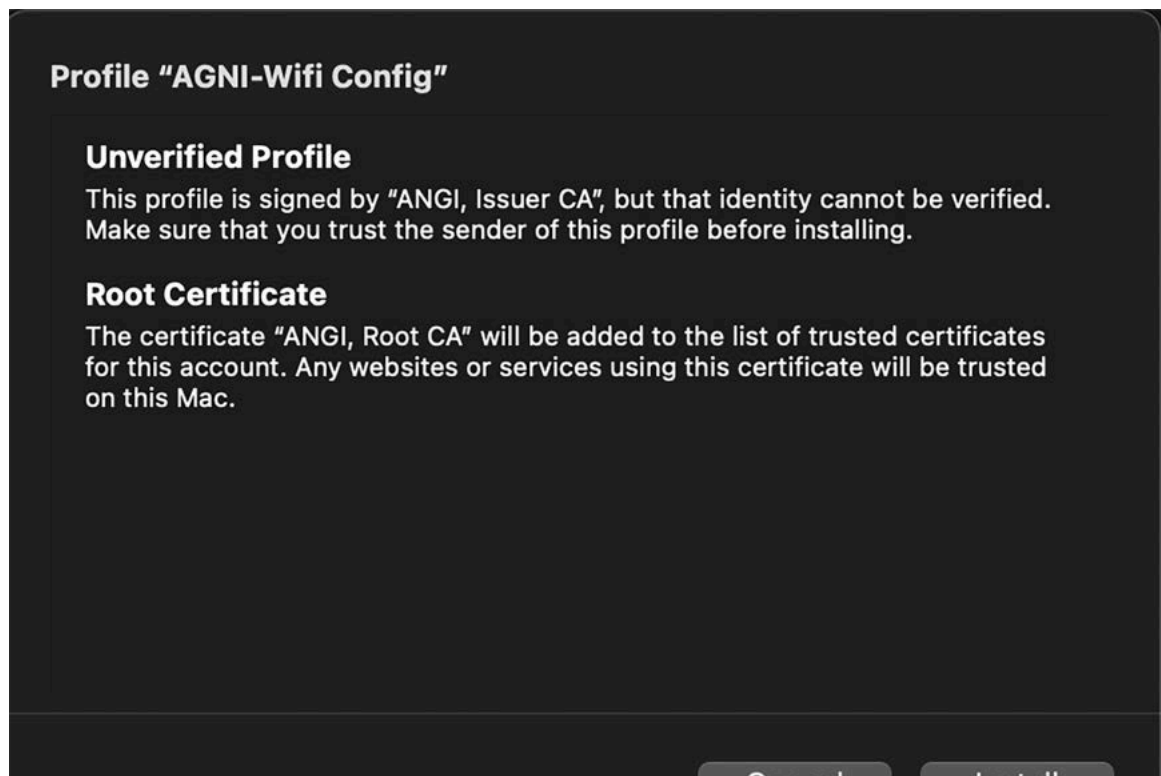 Profile “AGNI-Wifi Config”
Unverified Profile
This profile is signed by “ANGI, Issuer CA”, but that identity cannot be verified.
Make sure that you trust the sender of this profile before installing.
Root Certificate
The certificate “ANGI, Root CA” will be added to the list of trusted certificates
for this account. Any websites or services using this certificate will be trusted
on this Mac.